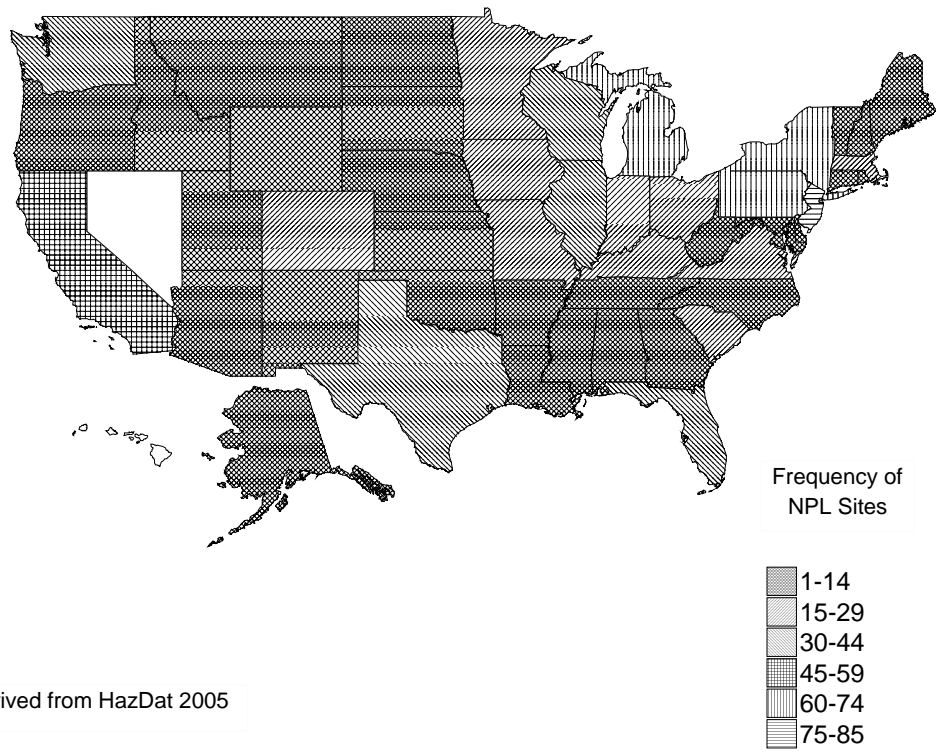 Frequency of
NPL Sites
1-14
15-29
30-44
45-59
60-74
75-85
from HazDat 2005